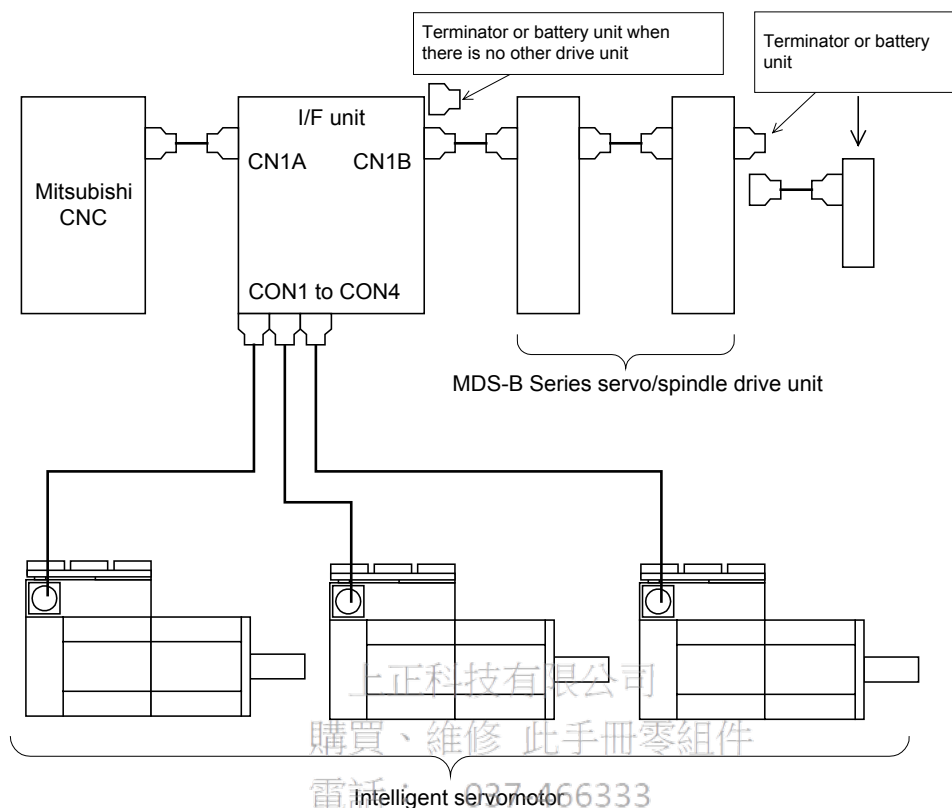 Terminator or battery unit when
there is no other drive unit
Terminator or battery
unit
I/F unit
CN1A CN1B
Mitsubishi
CNC
CON1 to CON4
MDS-B Series servo/spindle drive unit
上正科技有限公司
購買、維修 此手冊零組件
電話： 037-466333
Intelligent servomotor